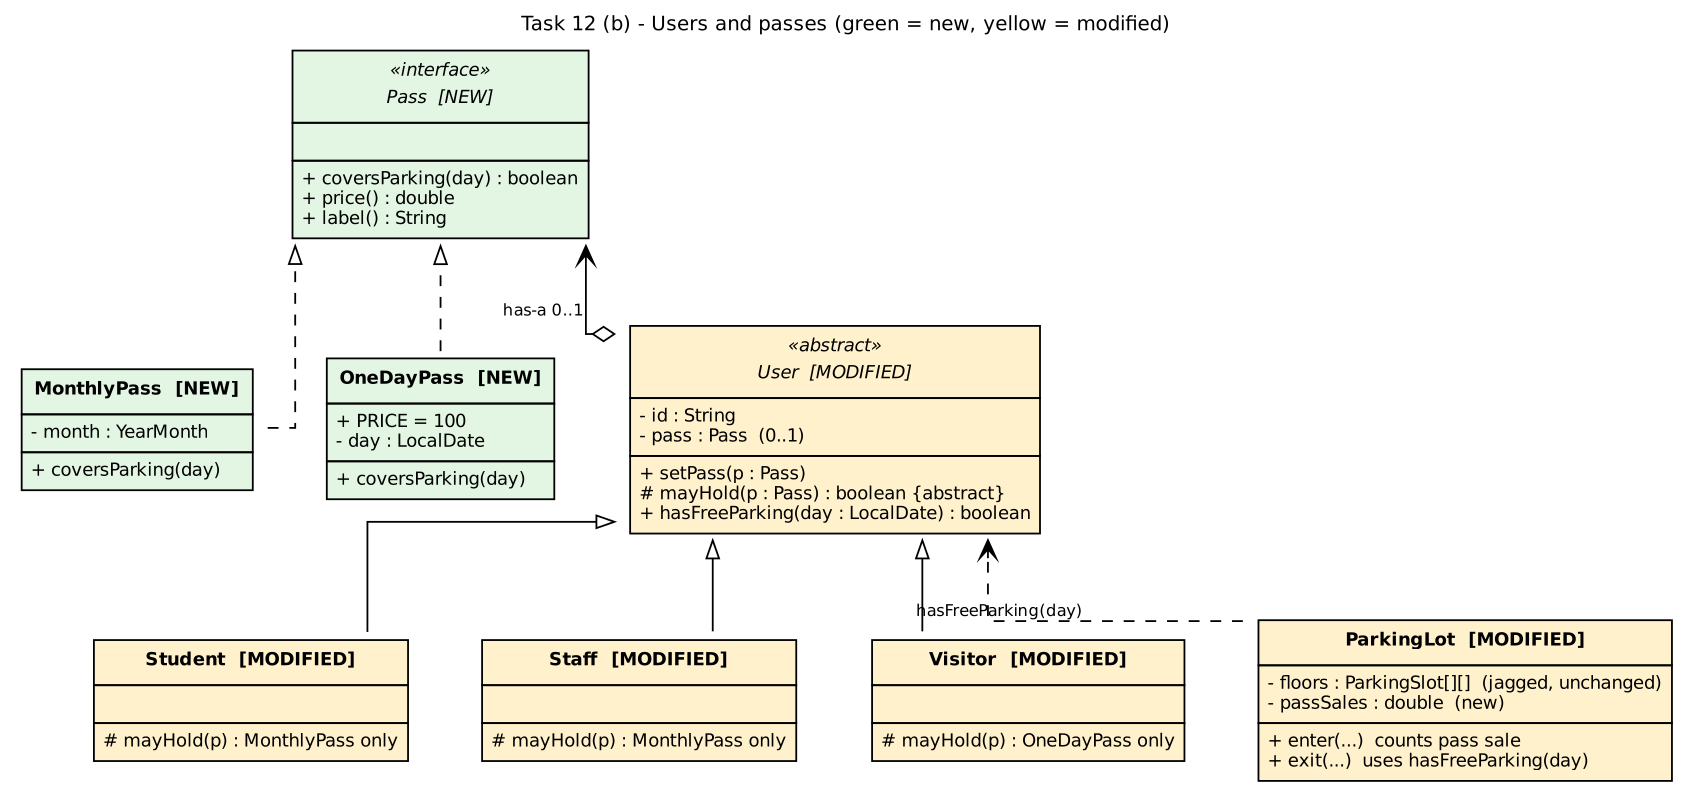 Task 12 (b) - Users and passes (green = new, yellow = modified)
«interface»
Pass [NEW]
+ coversParking(day) : boolean
+ price() : double
+ label() : String
has-a 0..1
MonthlyPass [NEW]
- month : YearMonth
+ coversParking(day)
OneDayPass [NEW]
+ PRICE = 100
- day : LocalDate
+ coversParking(day)
«abstract»
User [MODIFIED]
- id : String
- pass : Pass (0..1)
+ setPass(p : Pass)
# mayHold(p : Pass) : boolean {abstract}
+ hasFreeParking(day : LocalDate) : boolean
hasFreeParking(day)
Student [MODIFIED]
# mayHold(p) : MonthlyPass only
Staff [MODIFIED]
# mayHold(p) : MonthlyPass only
Visitor [MODIFIED]
# mayHold(p) : OneDayPass only
ParkingLot [MODIFIED]
- floors : ParkingSlot[][] (jagged, unchanged)
- passSales : double (new)
+ enter(...) counts pass sale
+ exit(...) uses hasFreeParking(day)